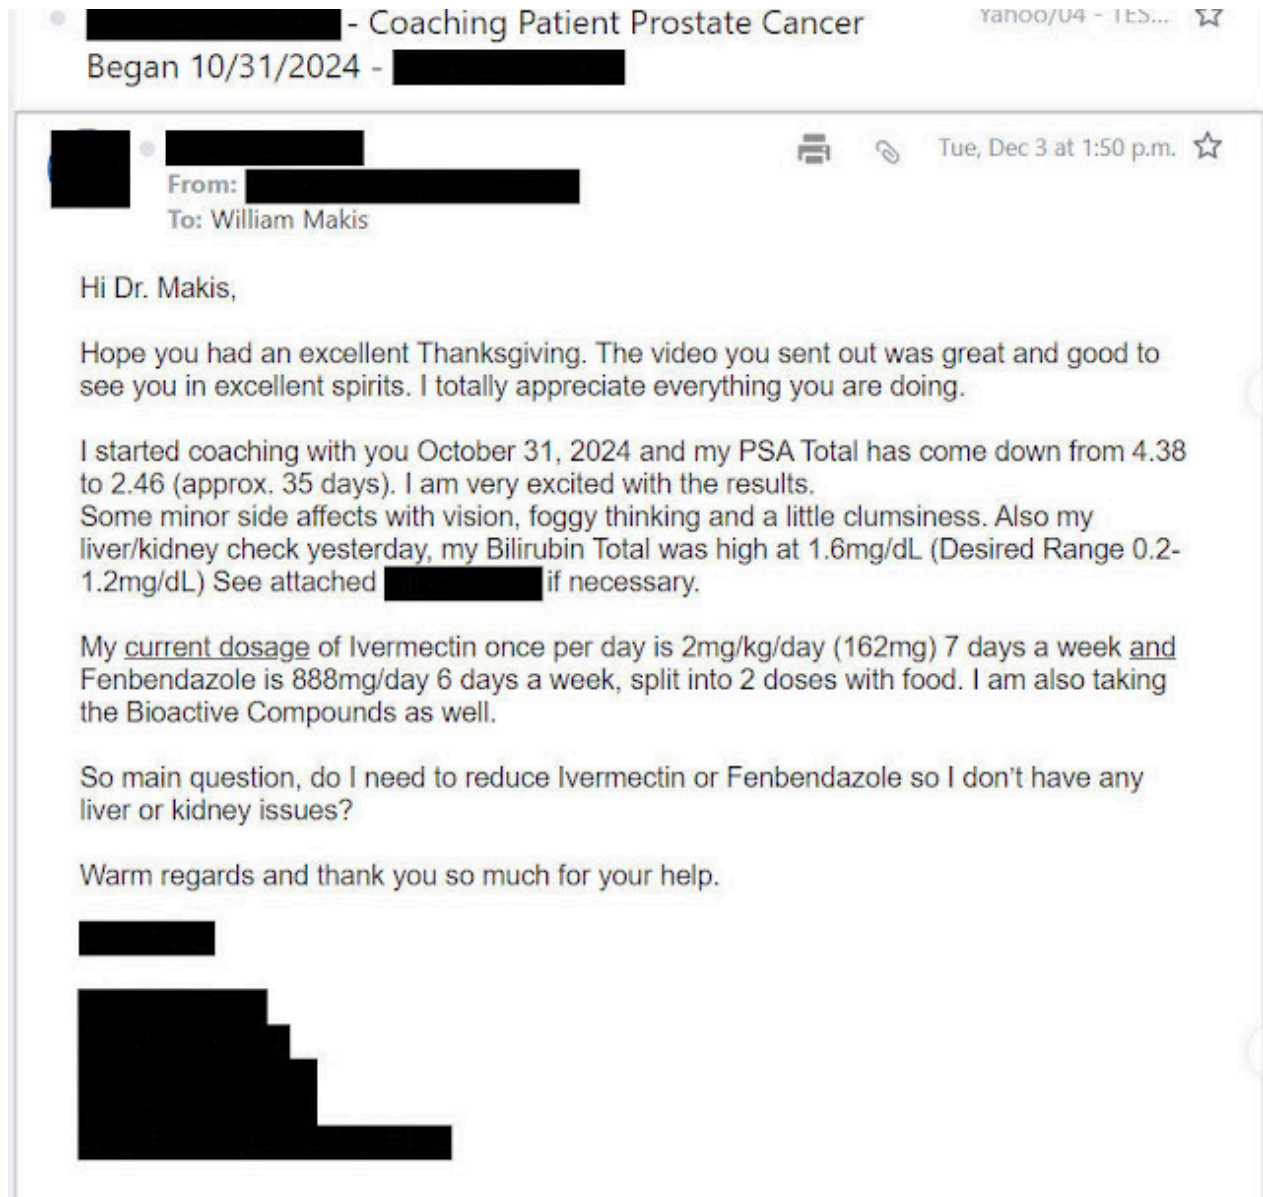 - Coaching Patient Prostate Cancer
Yahoo/04 - TES...
Began 10/31/2024 -
Tue, Dec 3 at 1:50 p.m.
From:
To: William Makis
Hi Dr. Makis,
Hope you had an excellent Thanksgiving. The video you sent out was great and good to
see you in excellent spirits. I totally appreciate everything you are doing.
I started coaching with you October 31, 2024 and my PSA Total has come down from 4.38
to 2.46 (approx. 35 days). I am very excited with the results.
Some minor side affects with vision, foggy thinking and a little clumsiness. Also my
liver/kidney check yesterday, my Bilirubin Total was high at 1.6mg/dL (Desired Range 0.2-
1.2mg/dL) See attached if necessary.
My current dosage of Ivermectin once per day is 2mg/kg/day (162mg) 7 days a week and
Fenbendazole is 888mg/day 6 days a week, split into 2 doses with food. I am also taking
the Bioactive Compounds as well.
So main question, do I need to reduce Ivermectin or Fenbendazole so I don't have any
liver or kidney issues?
Warm regards and thank you so much for your help.